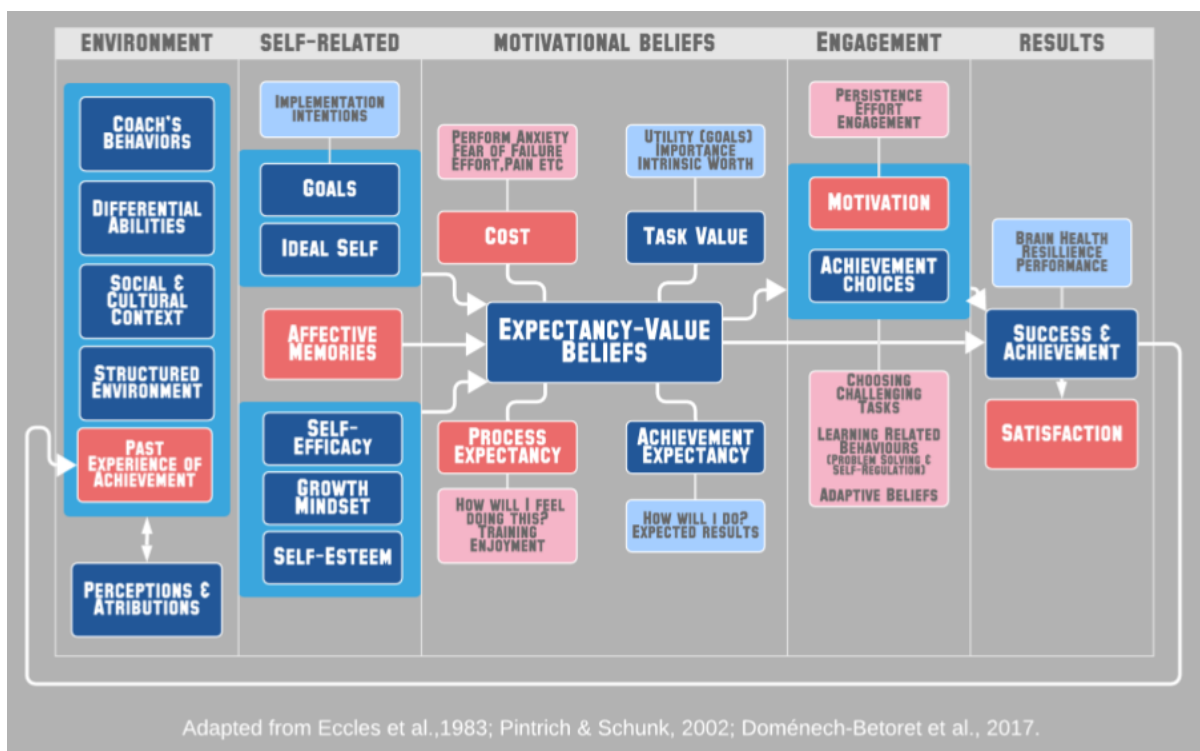 ENVIRONMENT
SELF-RELATED
MOTIVATIONAL BELIEFS
ENGAGEMENT
RESULTS
COACH'S
BEHAVIORS
DIFFERENTIAL
ABILITIES
SOCIAL &
CULTURAL
CONTEXT
STRUCTURED
ENVIRONMENT
PAST
EXPERIENCE OF
ACHIEVEMENT
PERCEPTIONS &
ATRIBUTIONS
IMPLEMENTATION
INTENTIONS
GOALS
IDEAL SELF
AFFECTIVE
MEMORIES
SELF-
EFFICACY
GROWTH
MINDSET
SELF-ESTEEM
PERFORM ANXIETY
FEAR OF FAILURE
EFFORT,PAIN ETC
COST
UTILITY (GOALS)
IMPORTANCE
INTRINSIC WORTH
TASK VALUE
EXPECTANCY-VALUE
BELIEFS
PROCESS
EXPECTANCY
HOW WILL I FEEL
DOING THIS?
TRAINING
ENJOYMENT
ACHIEVEMENT
EXPECTANCY
HOW WILL I DO?
EXPECTED RESULTS
PERSISTENCE
EFFORT
ENGAGEMENT
MOTIVATION
ACHIEVEMENT
CHOICES
CHOOSING
CHALLENGING
TASKS
LEARNING RELATED
BEHAVIOURS
(PROBLEM SOLVING &
SELF-REGULATION)
ADAPTIVE BELIEFS
BRAIN HEALTH
RESILLIENCE
PERFORMANCE
SUCCESS &
ACHIEVEMENT
SATISFACTION
Adapted from Eccles et al.,1983; Pintrich & Schunk, 2002; Doménech-Betoret et al., 2017.